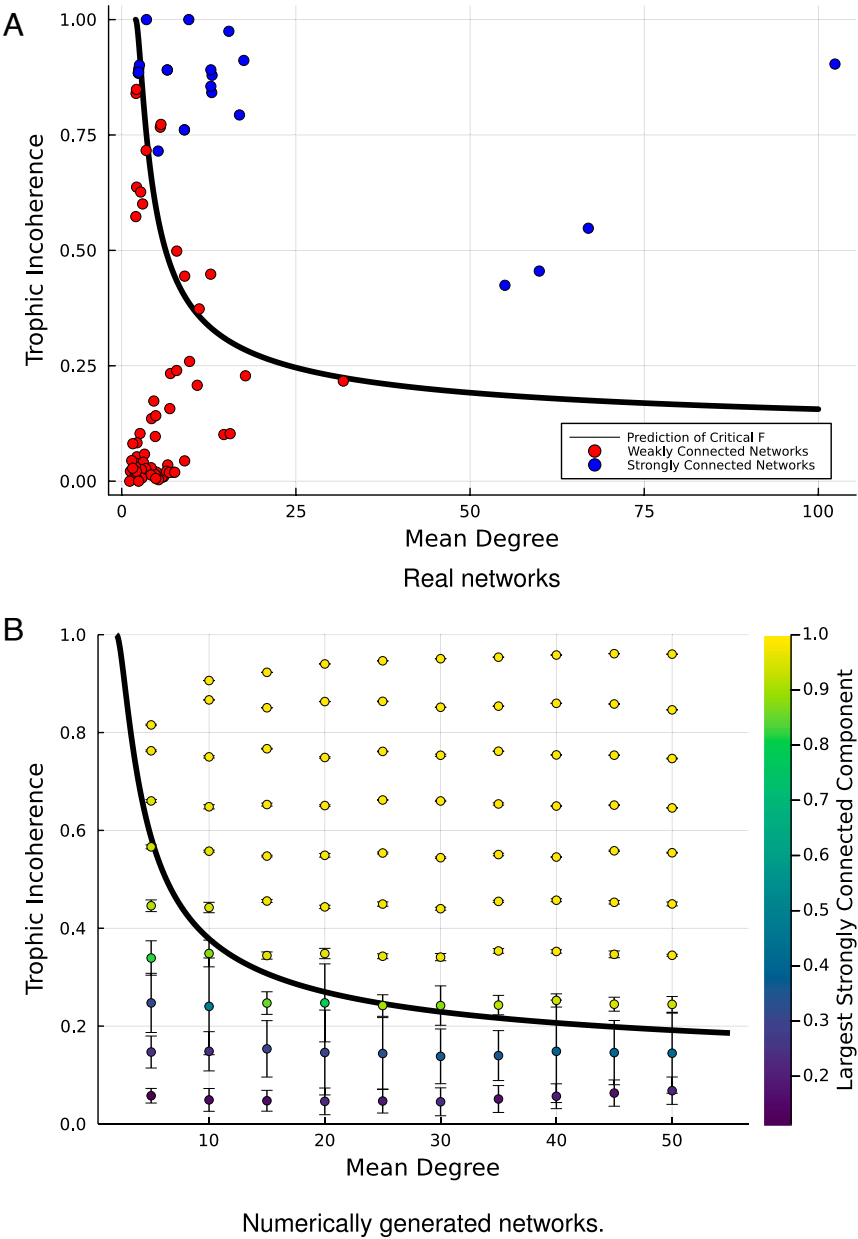 A
Trophic Incoherence
1.00
0.75
0.50
0.25
0.00
Prediction of Critical F
Weakly Connected Networks
Strongly Connected Networks
0 25 50 75 100
Mean Degree
Real networks
B
Trophic Incoherence
1.0
0.8
0.6
0.4
0.2
0.0
10 20 30 40 50
Mean Degree
1.0
0.9
0.8
0.7
0.6
0.5
0.4
0.3
0.2
Largest Strongly Connected Component
Numerically generated networks.